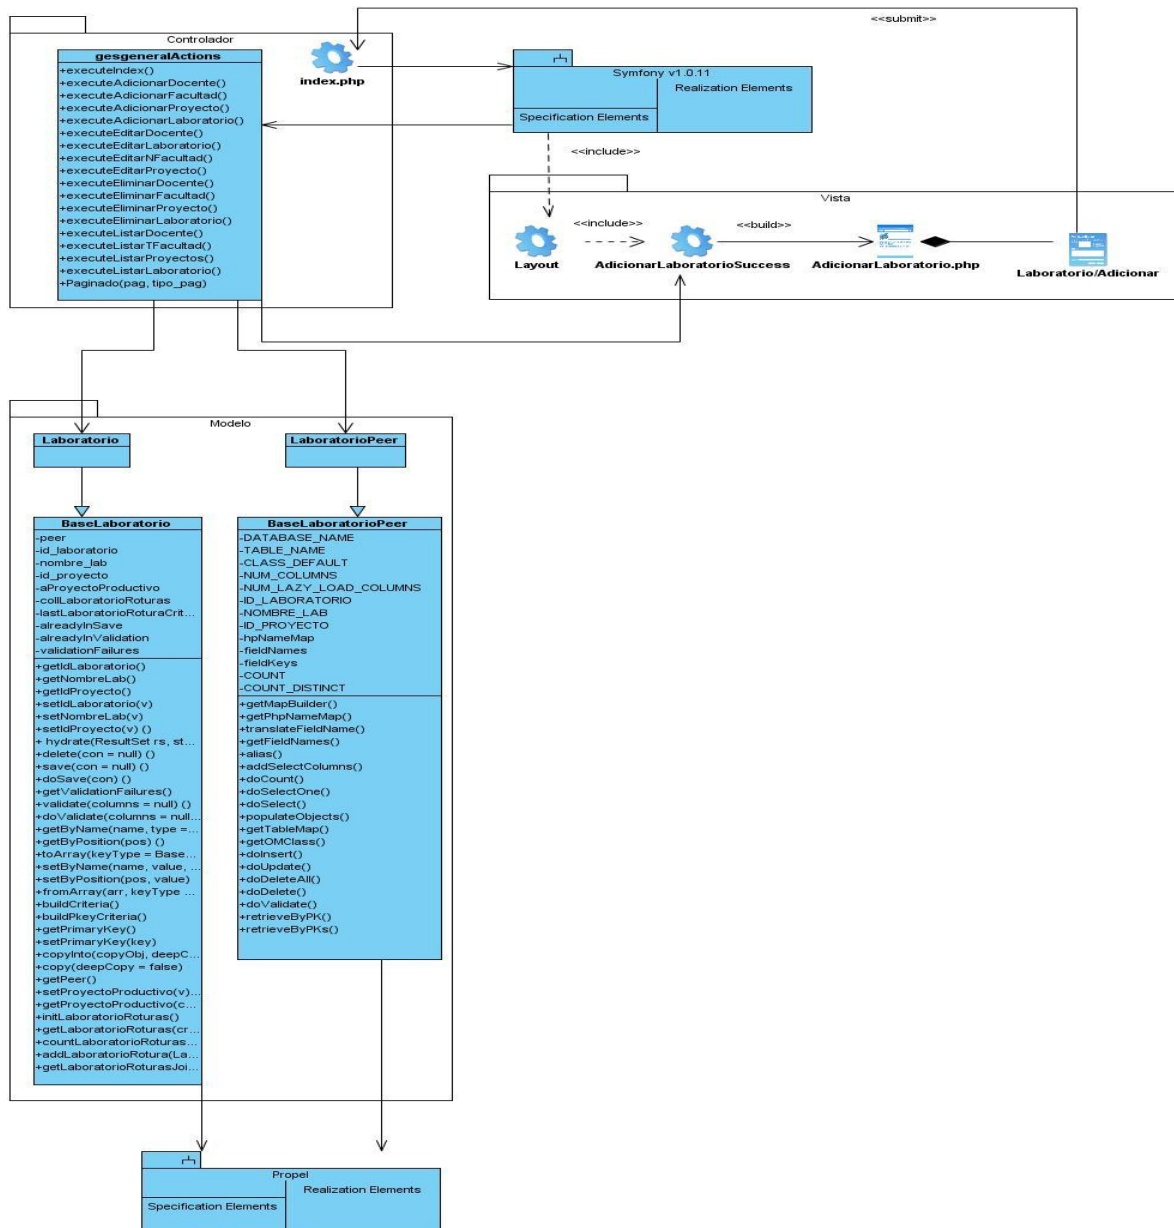 <<submit>>
Controlador
gesgeneralActions
+executeIndex()
+executeAdicionarDocente()
+executeAdicionarFacultad()
+executeAdicionarProyecto()
+executeAdicionarLaboratorio()
+executeEditarDocente()
+executeEditarLaboratorio()
+executeEditarNFacultad()
+executeEditarProyecto()
+executeEliminarDocente()
+executeEliminarFacultad()
+executeEliminarProyecto()
+executeEliminarLaboratorio()
+executeListarDocente()
+executeListarTFacultad()
+executeListarProyectos()
+executeListarLaboratorio()
+Paginado(pag, tipo_pag)
index.php
Symfony v1.0.11
Realization Elements
Specification Elements
<<include>>
Vista
<<include>>
<<build>>
Layout
AdicionarLaboratorioSuccess
AdicionarLaboratorio.php
Laboratorio/Adicionar
Modelo
Laboratorio
LaboratorioPeer
BaseLaboratorio
-peer
-id_laboratorio
-nombre_lab
-id_proyecto
-aProyectoProductivo
-collLaboratorioRoturas
-lastLaboratorioRoturaCrit...
-alreadyInSave
-alreadyInValidation
-validationFailures
+getIdLaboratorio()
+getNombreLab()
+getIdProyecto()
+setIdLaboratorio(v)
+setNombreLab(v)
+setIdProyecto(v) ()
+ hydrate(ResultSet rs, st...
+delete(con = null) ()
+save(con = null) ()
+doSave(con) ()
+getValidationFailures()
+validate(columns = null) ()
+doValidate(columns = null...
+getByName(name, type =...
+getByPosition(pos) ()
+toArray(keyType = Base...
+setByName(name, value, ...
+setByPosition(pos, value)
+fromArray(arr, keyType ...
+buildCriteria()
+buildPkeyCriteria()
+getPrimaryKey()
+setPrimaryKey(key)
+copyInto(copyObj, deepC...
+copy(deepCopy = false)
+getPeer()
+setProyectoProductivo(v)...
+getProyectoProductivo(c...
+initLaboratorioRoturas()
+getLaboratorioRoturas(cr...
+countLaboratorioRoturas...
+addLaboratorioRotura(La...
+getLaboratorioRoturasJoi...
BaseLaboratorioPeer
-DATABASE_NAME
-TABLE_NAME
-CLASS_DEFAULT
-NUM_COLUMNS
-NUM_LAZY_LOAD_COLUMNS
-ID_LABORATORIO
-NOMBRE_LAB
-ID_PROYECTO
-hpNameMap
-fieldNames
-fieldKeys
-COUNT
-COUNT_DISTINCT
+getMapBuilder()
+getPhpNameMap()
+translateFieldName()
+getFieldNames()
+alias()
+addSelectColumns()
+doCount()
+doSelectOne()
+doSelect()
+populateObjects()
+getTableMap()
+getOMClass()
+doInsert()
+doUpdate()
+doDeleteAll()
+doDelete()
+doValidate()
+retrieveByPK()
+retrieveByPKs()
Propel
Realization Elements
Specification Elements